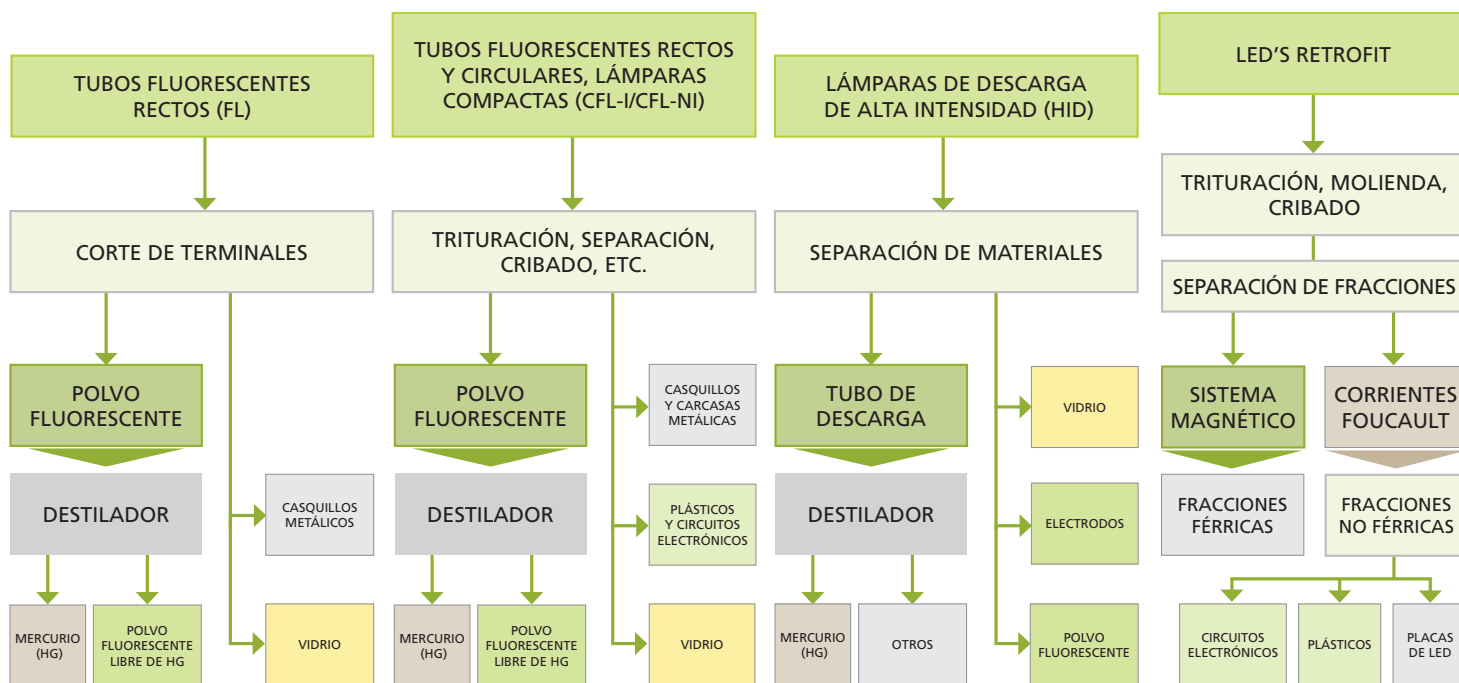 TUBOS FLUORESCENTES
RECTOS (FL)
CORTE DE TERMINALES
POLVO
FLUORESCENTE
DESTILADOR
MERCURIO
(HG)
POLVO
FLUORESCENTE
LIBRE DE HG
CASQUILLOS
METÁLICOS
VIDRIO
TUBOS FLUORESCENTES RECTOS
Y CIRCULARES, LÁMPARAS
COMPACTAS (CFL-I/CFL-NI)
TRITURACIÓN, SEPARACIÓN,
CRIBADO, ETC.
POLVO
FLUORESCENTE
DESTILADOR
MERCURIO
(HG)
POLVO
FLUORESCENTE
LIBRE DE HG
CASQUILLOS
Y CARCASAS
METÁLICAS
PLÁSTICOS
Y CIRCUITOS
ELECTRÓNICOS
VIDRIO
LÁMPARAS DE DESCARGA
DE ALTA INTENSIDAD (HID)
SEPARACIÓN DE MATERIALES
TUBO DE
DESCARGA
DESTILADOR
MERCURIO
(HG)
OTROS
VIDRIO
ELECTRODOS
POLVO
FLUORESCENTE
LED'S RETROFIT
TRITURACIÓN, MOLIENDA,
CRIBADO
SEPARACIÓN DE FRACCIONES
SISTEMA
MAGNÉTICO
FRACCIONES
FÉRRICAS
CORRIENTES
FOUCAULT
FRACCIONES
NO FÉRRICAS
CIRCUITOS
ELECTRÓNICOS
PLÁSTICOS
PLACAS
DE LED